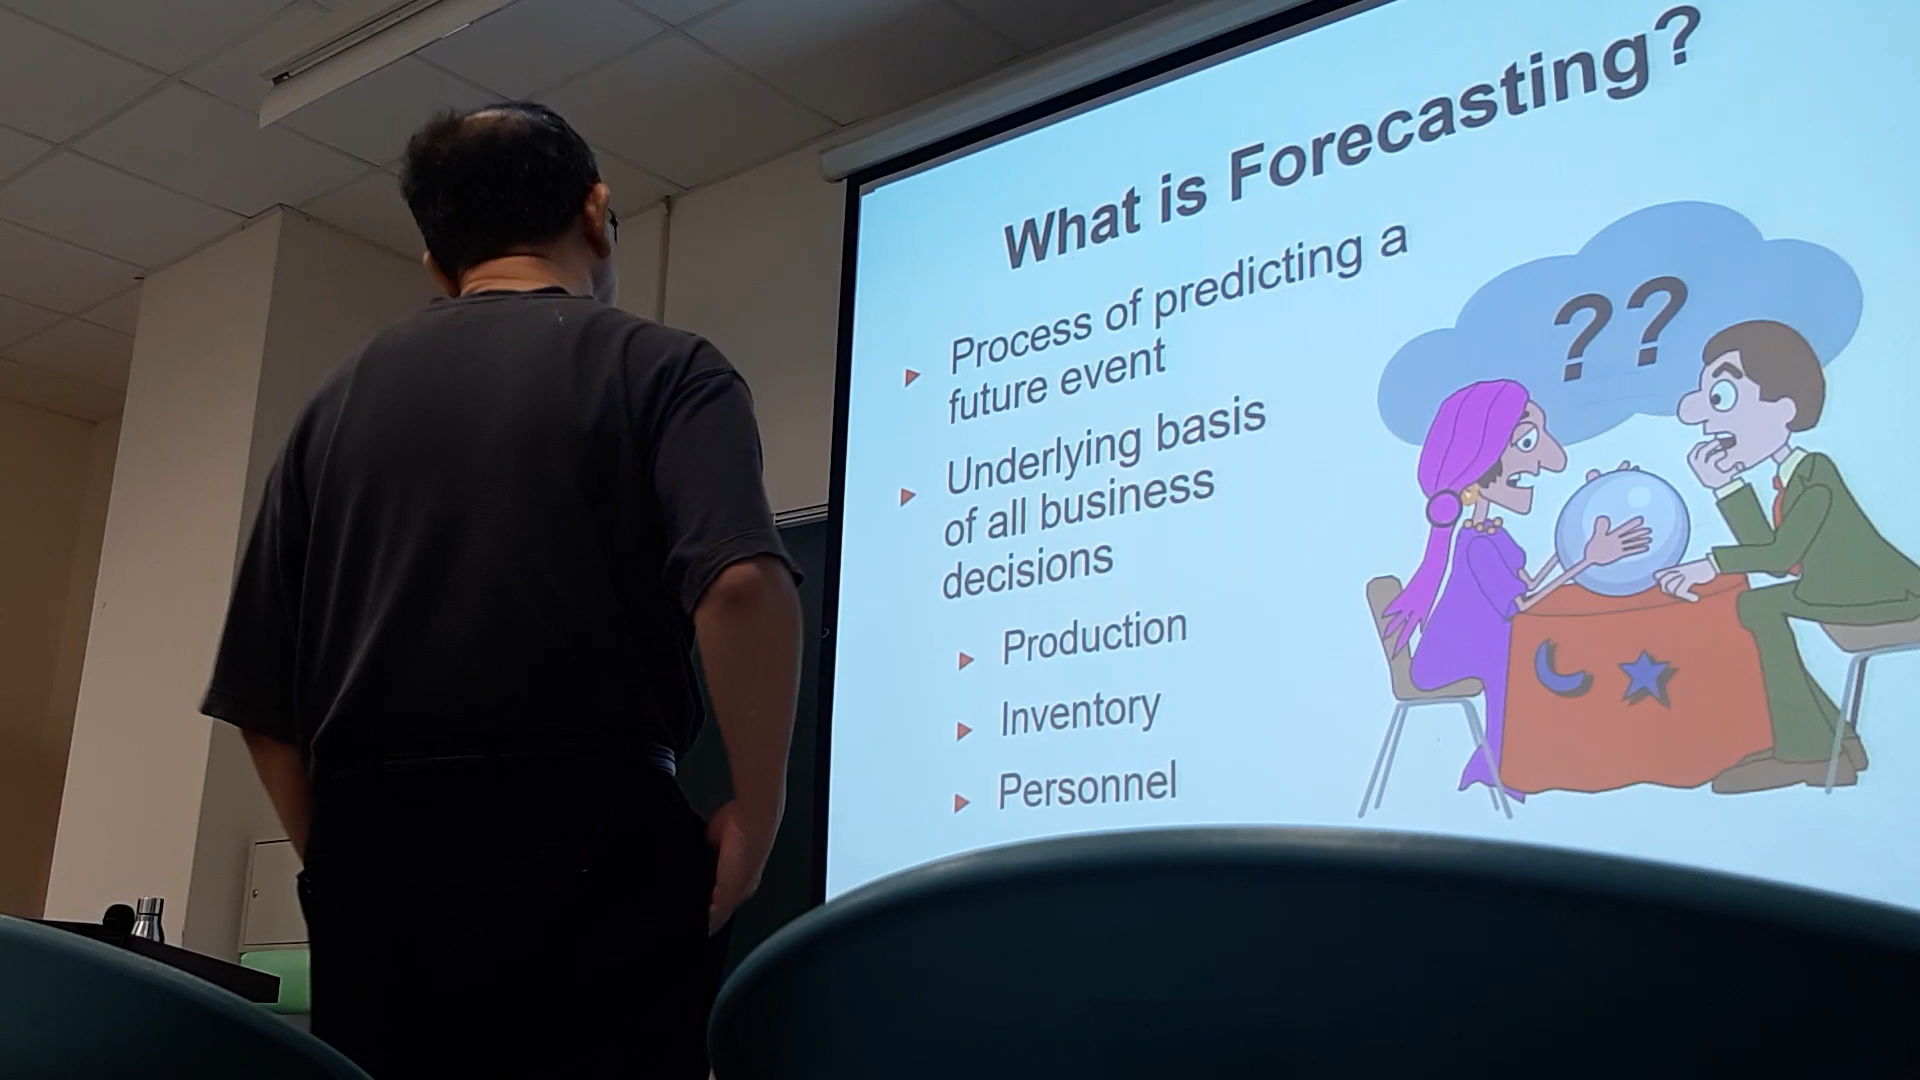 What is Forecasting?
Process of predicting a
future event
Underlying basis
of all business
decisions
Production
Inventory
Personnel
??